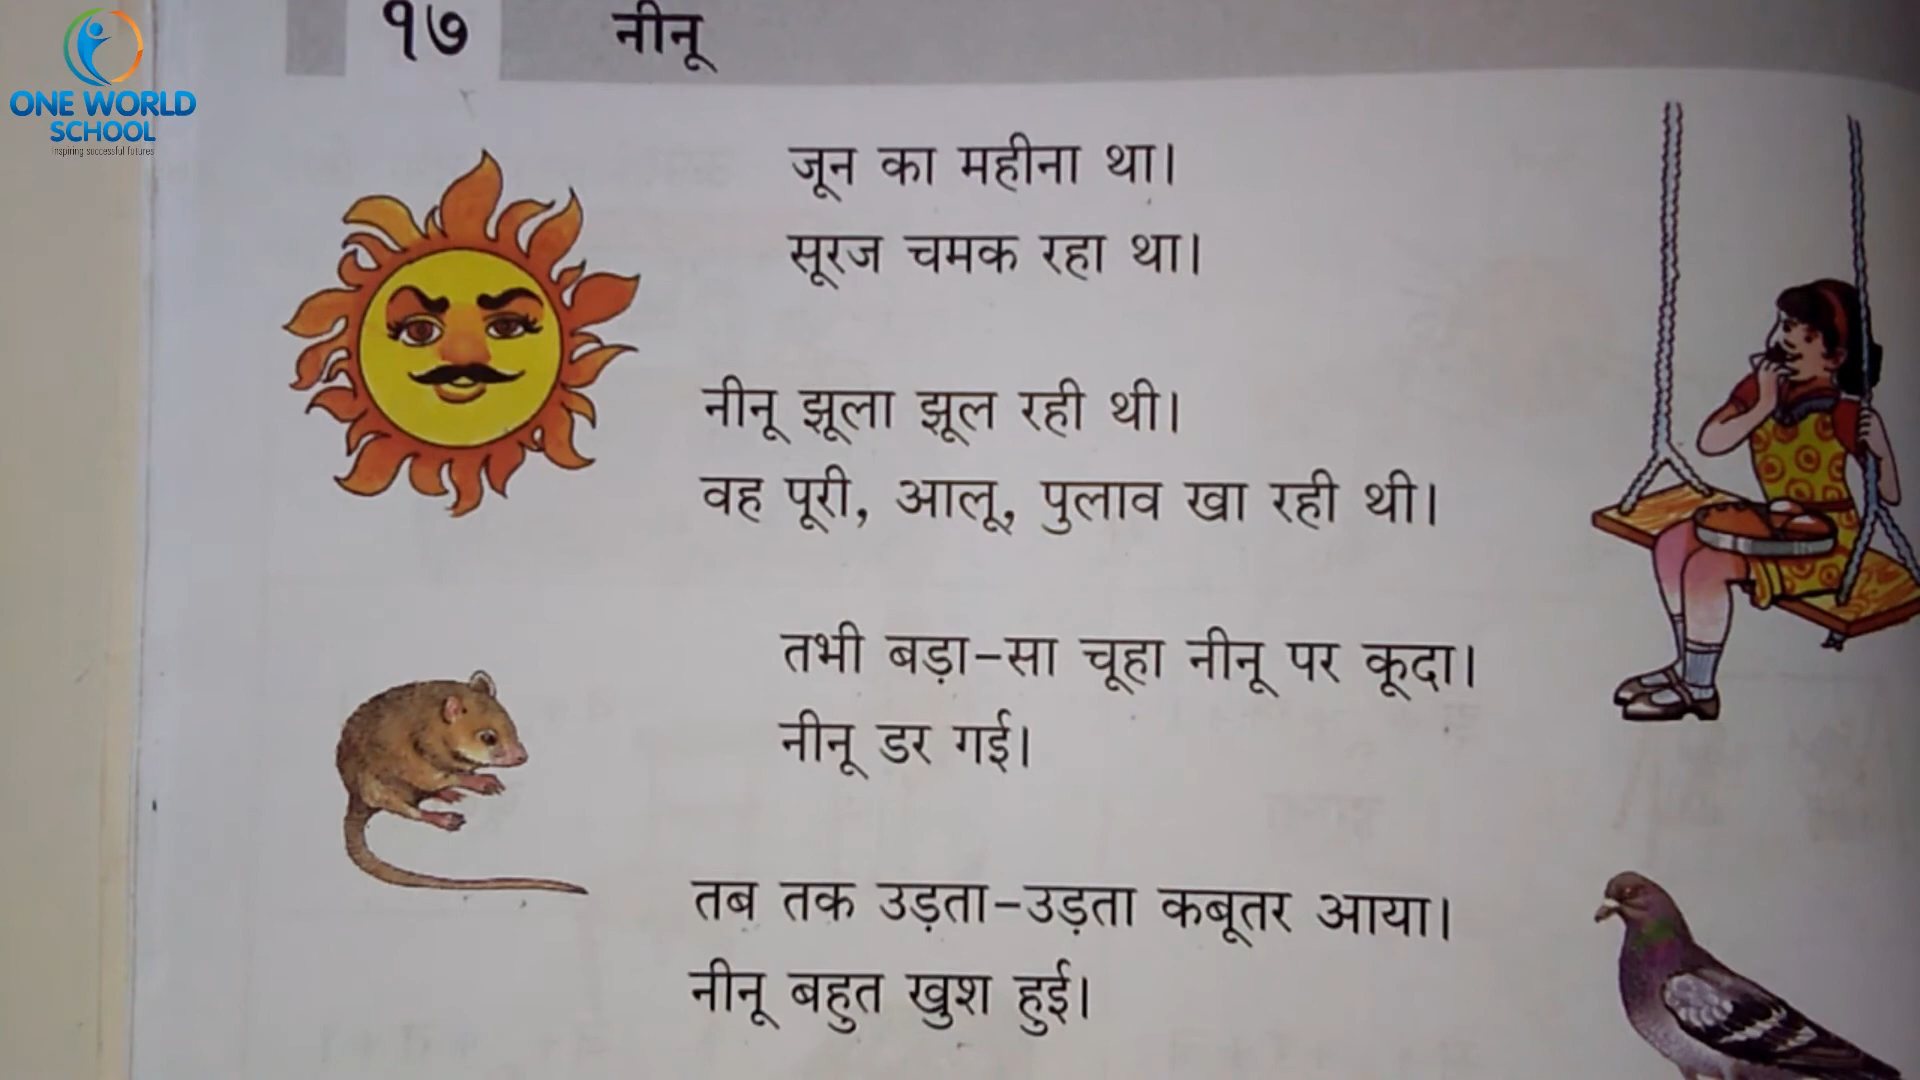 ONE WORLD
SCHOOL
inspiring successful futures
१७ नीनू
जून का महीना था।
सूरज चमक रहा था।
नीनू झूला झूल रही थी।
वह पूरी, आलू, पुलाव खा रही थी।
तभी बड़ा-सा चूहा नीनू पर कूदा।
नीनू डर गई।
तब तक उड़ता-उड़ता कबूतर आया।
नीनू बहुत खुश हुई।